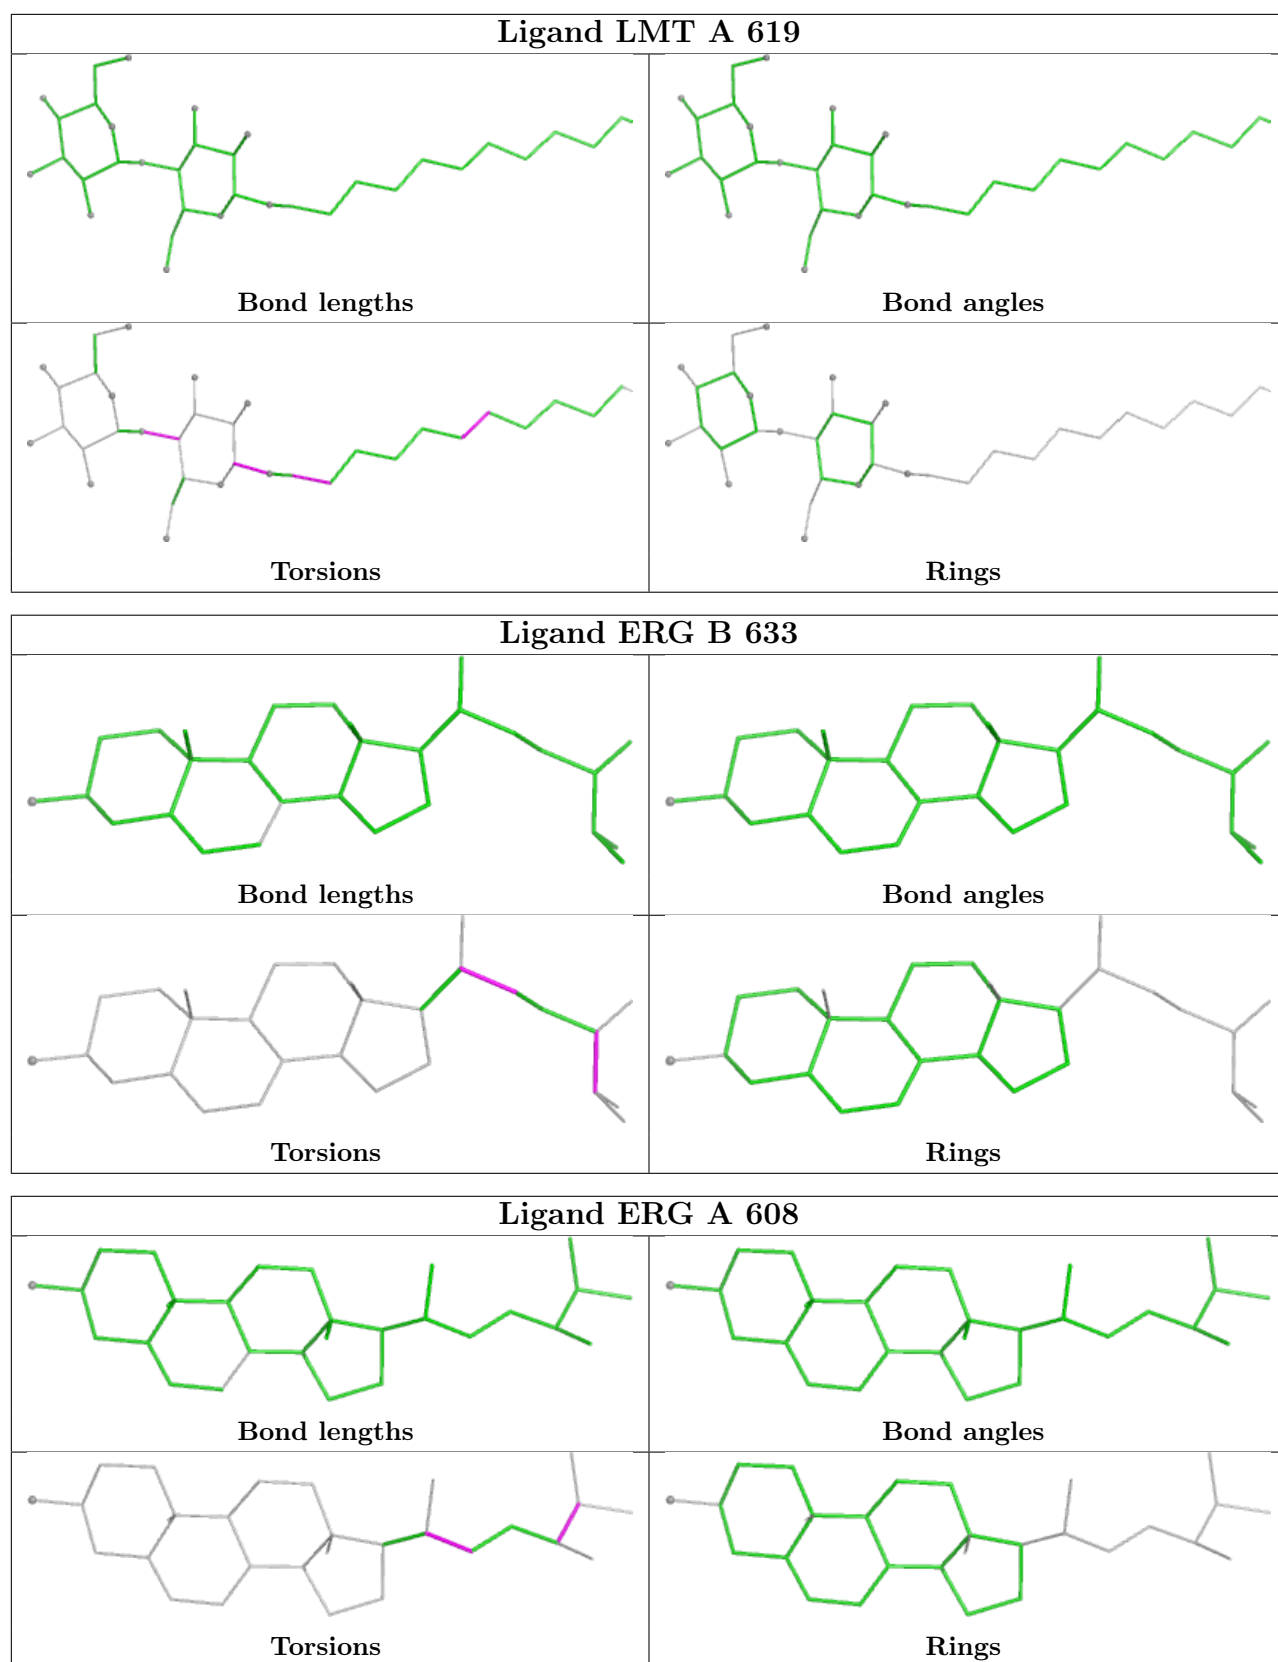 Ligand LMT A 619
Bond lengths
Bond angles
Torsions
Rings
Ligand ERG B 633
Bond lengths
Bond angles
Torsions
Rings
Ligand ERG A 608
Bond lengths
Bond angles
Torsions
Rings